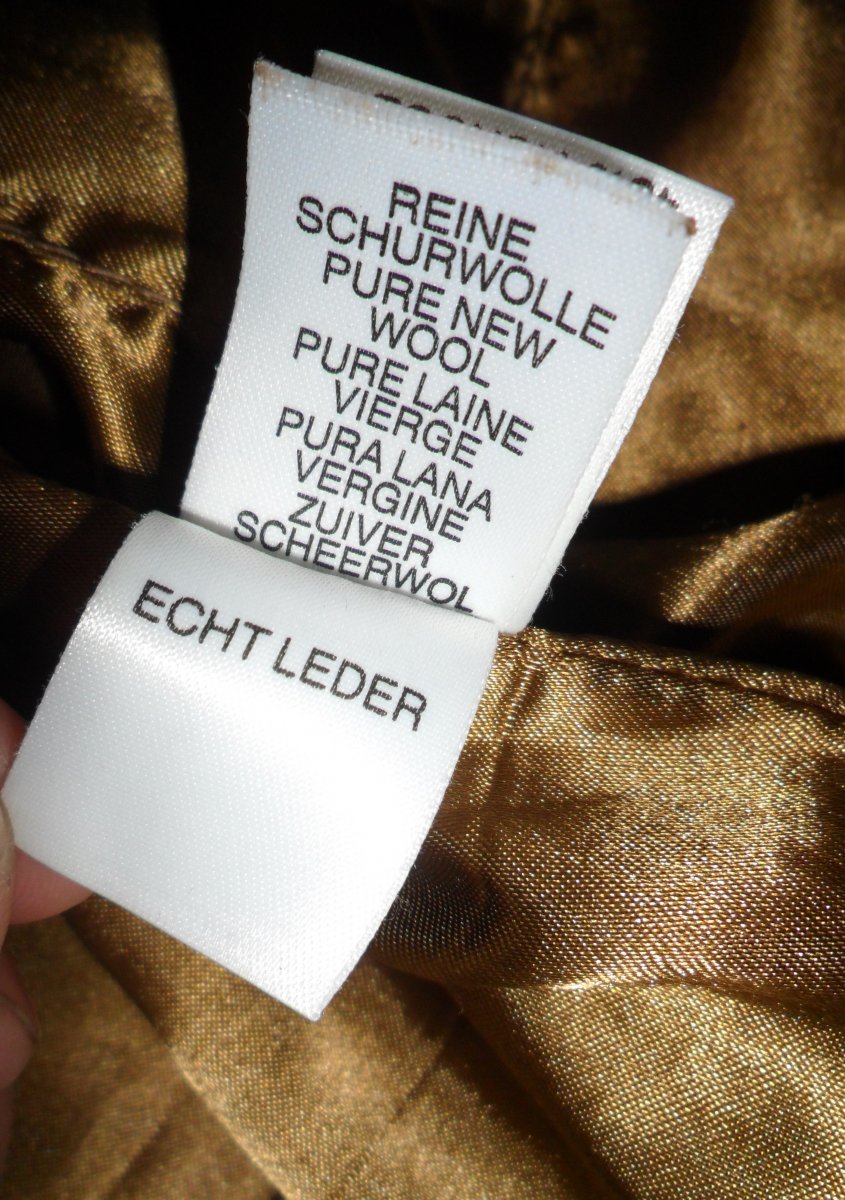 REINE
SCHURWOLLE
PURE NEW
WOOL
PURE LAINE
VIERGE
PURA LANA
VERGINE
ZUIVER
SCHEERWOL
ECHT LEDER